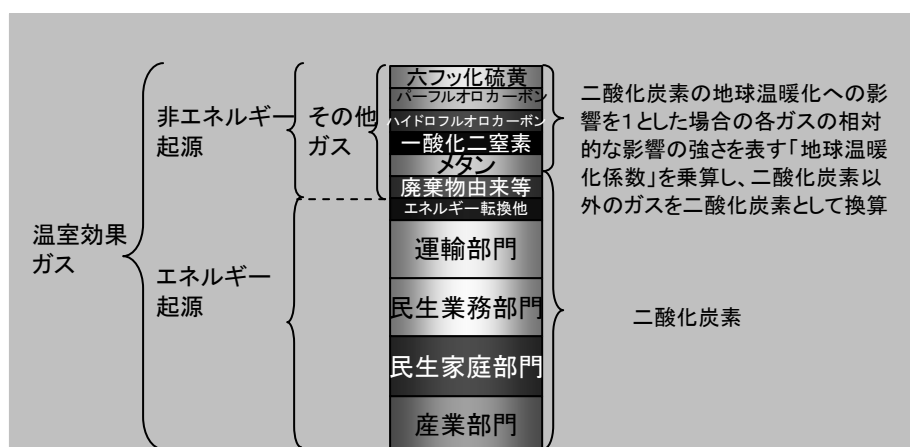 温室効果
ガス
非エネルギー
起源
エネルギー
起源
その他
ガス
六フッ化硫黄
パーフルオロカーボン
ハイドロフルオロカーボン
一酸化二窒素
メタン
廃棄物由来等
エネルギー転換他
運輸部門
民生業務部門
民生家庭部門
産業部門
二酸化炭素の地球温暖化への影
響を1とした場合の各ガスの相対
的な影響の強さを表す「地球温暖
化係数」を乗算し、二酸化炭素以
外のガスを二酸化炭素として換算
二酸化炭素